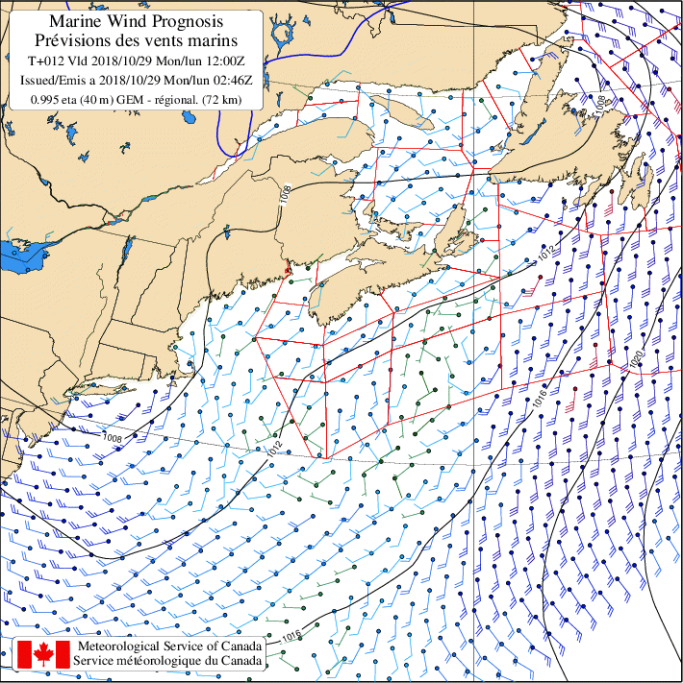 Marine Wind Prognosis
Prévisions des vents marins
T+012 Vld 2018/10/29 Mon/lun 12:00Z
Issued/Emis a 2018/10/29 Mon/lun 02:46Z
0.995 eta (40 m) GEM - régional. (72 km)
1008
1008
1012
1020
1016
1008
1012
1016
Meteorological Service of Canada
Service météorologique du Canada